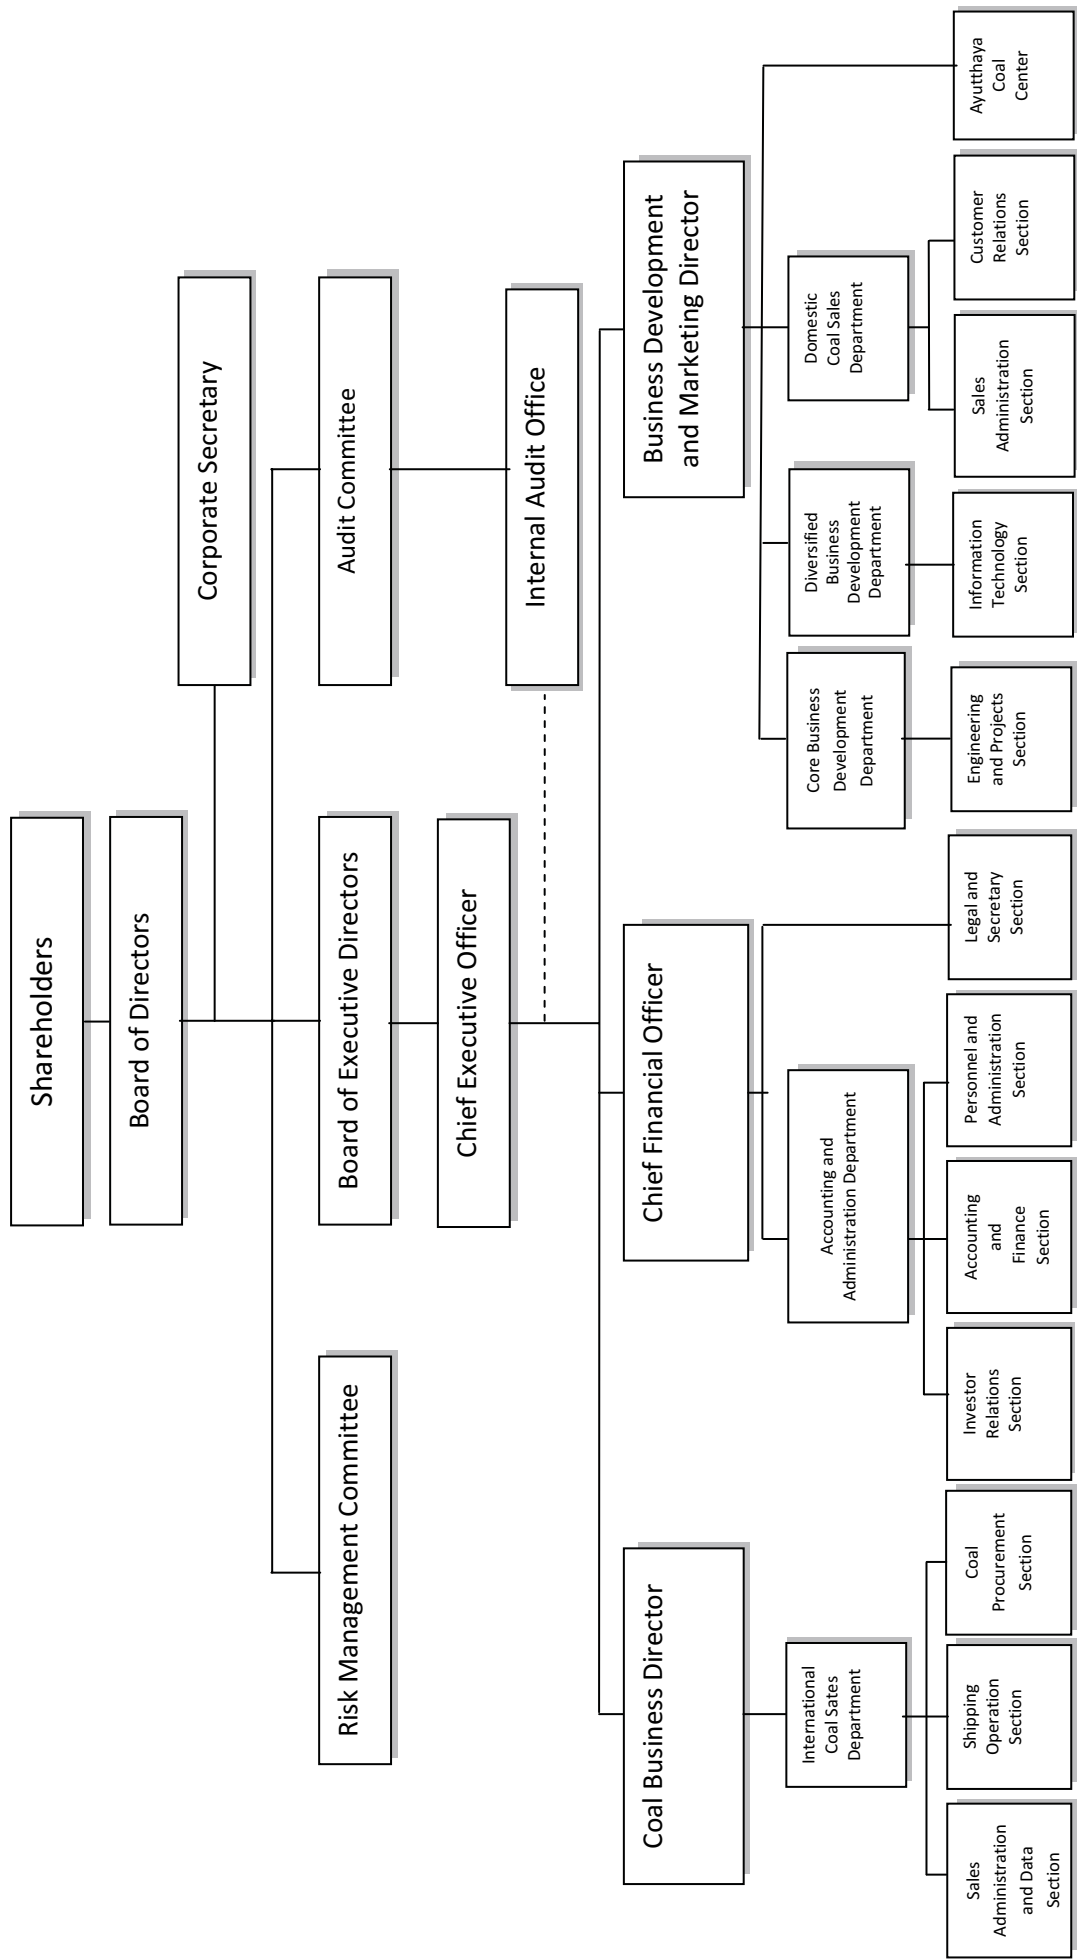 Shareholders
Board of Directors
Corporate Secretary
Risk Management Committee
Board of Executive Directors
Audit Committee
Chief Executive Officer
Internal Audit Office
Coal Business Director
Chief Financial Officer
Business Development
and Marketing Director
International
Coal Sates
Department
Accounting and
Administration Department
Core Business
Development
Department
Diversified
Business
Development
Department
Domestic
Coal Sales
Department
Sales
Administration
and Data
Section
Shipping
Operation
Section
Coal
Procurement
Section
Investor
Relations
Section
Accounting
and
Finance
Section
Personnel and
Administration
Section
Legal and
Secretary
Section
Engineering
and Projects
Section
Information
Technology
Section
Sales
Administration
Section
Customer
Relations
Section
Ayutthaya
Coal
Center